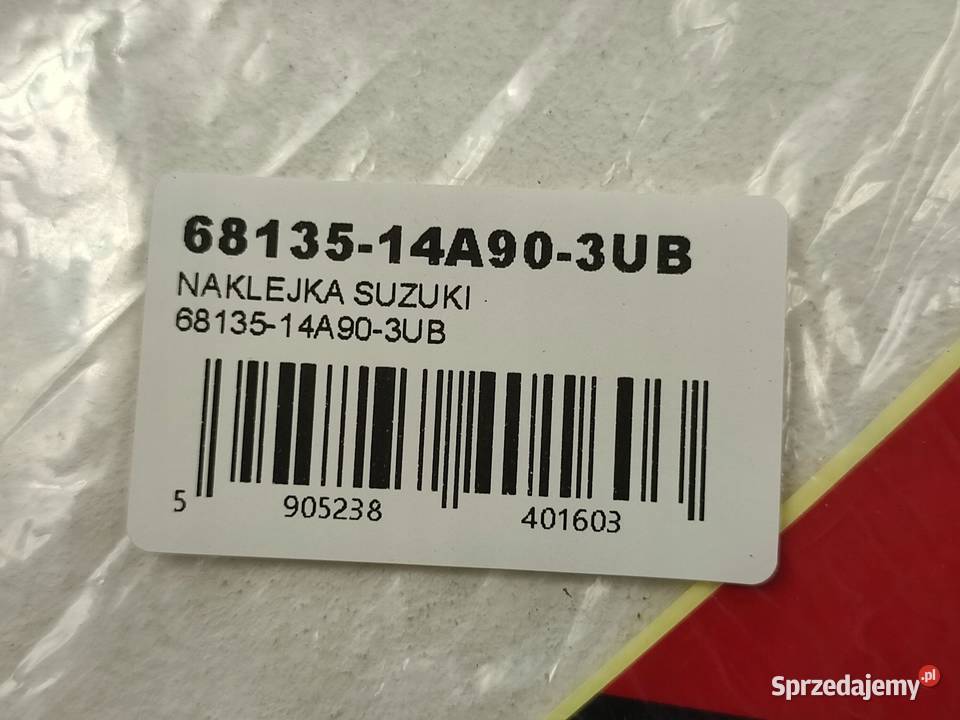 68135-14A90-3UB
NAKLEJKA SUZUKI
68135-14A90-3UB
5 905238 401603
Sprzedajemy.pl